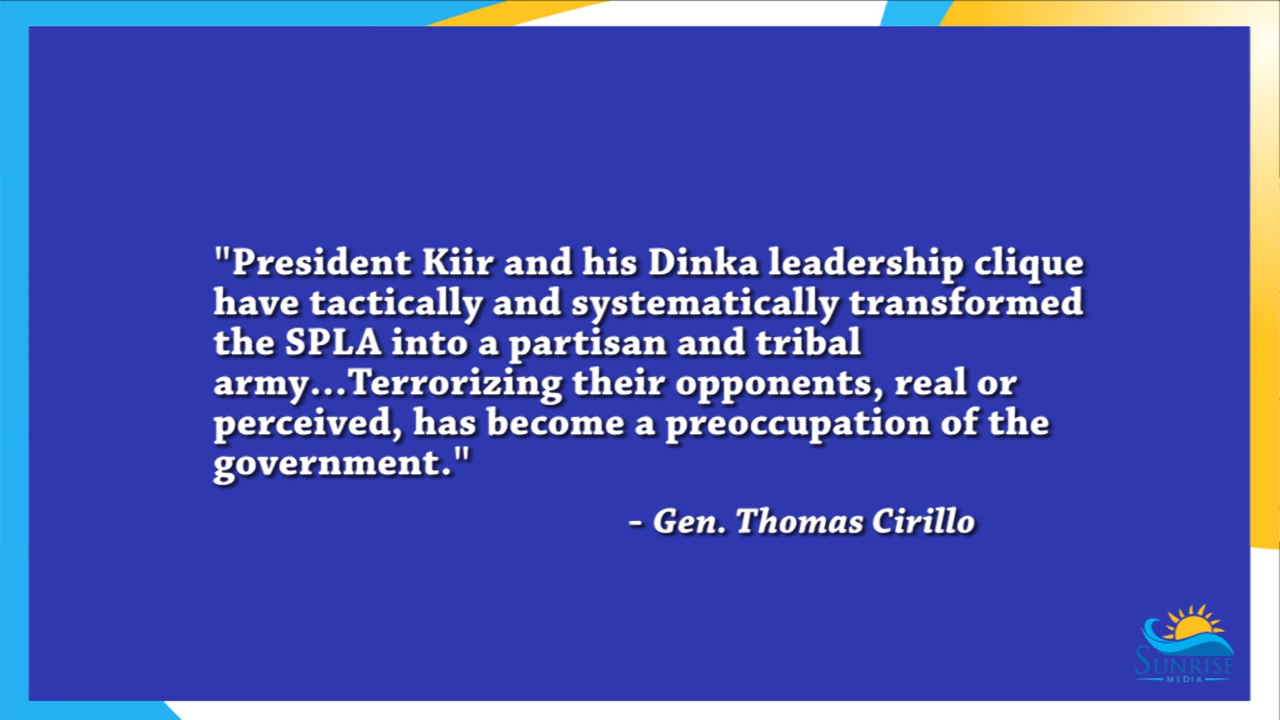 "President Kiir and his Dinka leadership clique
have tactically and systematically transformed
the SPLA into a partisan and tribal
army...Terrorizing their opponents, real or
perceived, has become a preoccupation of the
government."
- Gen. Thomas Cirillo
SUNRISE
MEDIA